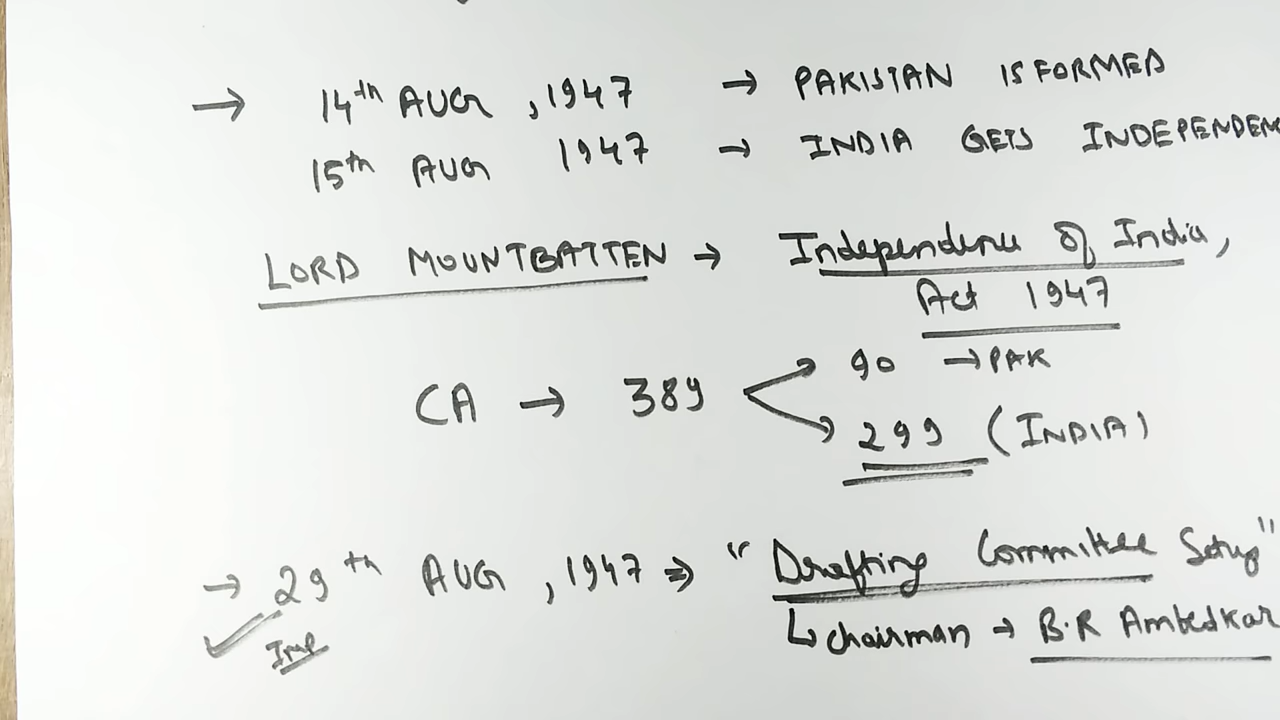 → 14th AUG, 1947 → PAKISTAN IS FORMED
15th AUG 1947 → INDIA GETS INDEPENDEN
LORD MOUNTBATTEN → Independence of India,
Act 1947
CA → 389
90 → PAK
299 (INDIA)
→ 29th AUG, 1947 ⇒ "Drafting Committee Setup"
Imp
↳ chairman → B.R Ambedkar